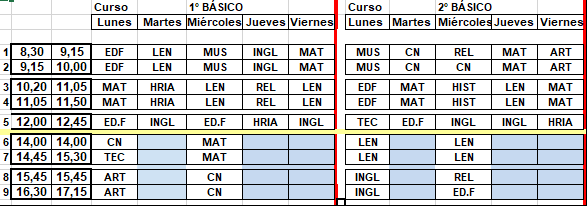 Curso 1º BÁSICO 2º BÁSICO
Lunes Martes Miércoles Jueves Viernes Lunes Martes Miércoles Jueves Viernes
1 8,30 9,15 EDF LEN MUS INGL MAT MUS CN REL MAT ART
2 9,15 10,00 EDF LEN MUS INGL MAT MUS CN CN MAT ART
3 10,20 11,05 MAT HRIA LEN REL LEN EDF MAT HIST LEN MAT
4 11,05 11,50 MAT HRIA LEN REL LEN EDF MAT HIST LEN MAT
5 12,00 12,45 ED.F INGL ED.F HRIA INGL TEC ED.F INGL INGL HRIA
6 14,00 14,00 CN MAT LEN LEN
7 14,45 15,30 TEC MAT LEN LEN
8 15,45 15,45 ART CN INGL REL
9 16,30 17,15 ART CN INGL ED.F